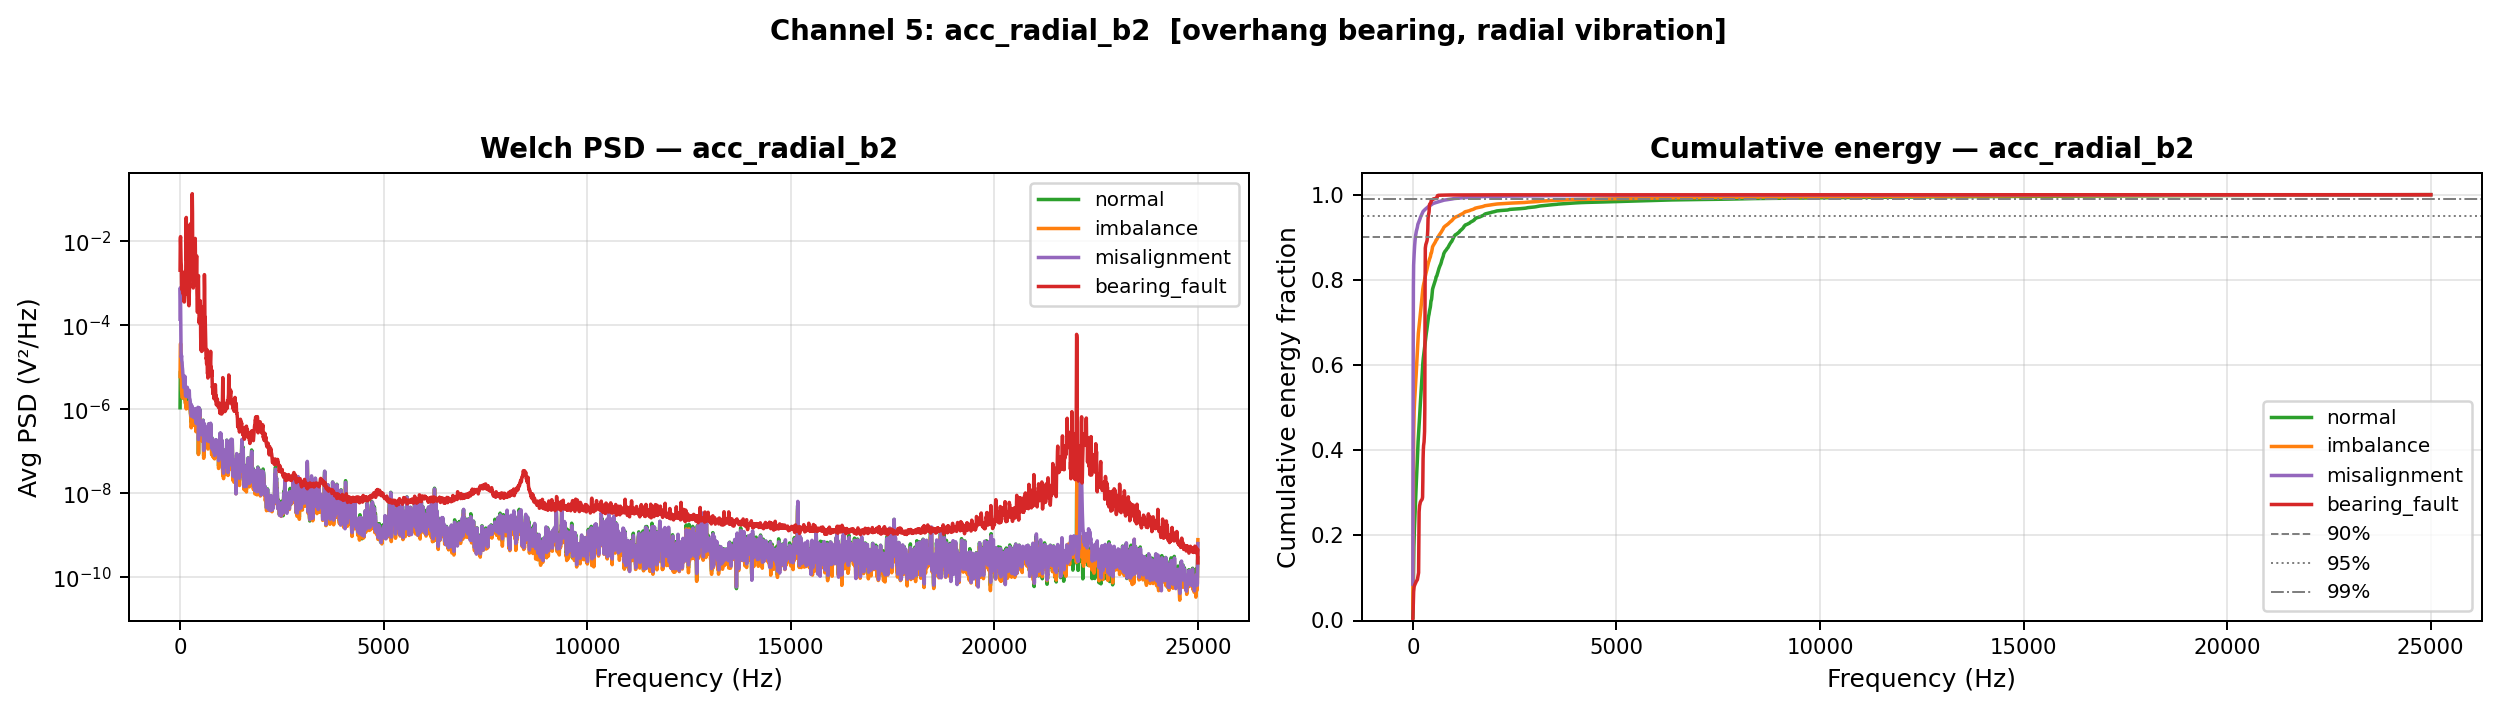 Channel 5: acc_radial_b2  [overhang bearing, radial vibration]
Welch PSD — acc_radial_b2
Avg PSD (V²/Hz)
10⁻²
10⁻⁴
10⁻⁶
10⁻⁸
10⁻¹⁰
normal
imbalance
misalignment
bearing_fault
0 5000 10000 15000 20000 25000
Frequency (Hz)
Cumulative energy — acc_radial_b2
Cumulative energy fraction
1.0
0.8
0.6
0.4
0.2
0.0
normal
imbalance
misalignment
bearing_fault
90%
95%
99%
0 5000 10000 15000 20000 25000
Frequency (Hz)